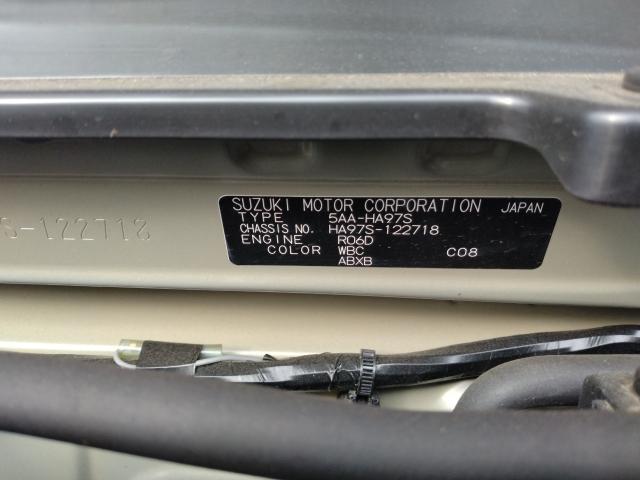 SUZUKI MOTOR CORPORATION JAPAN
TYPE 5AA-HA97S
CHASSIS NO. HA97S-122718
ENGINE R06D
COLOR WBC C08
ABXB
S-122718